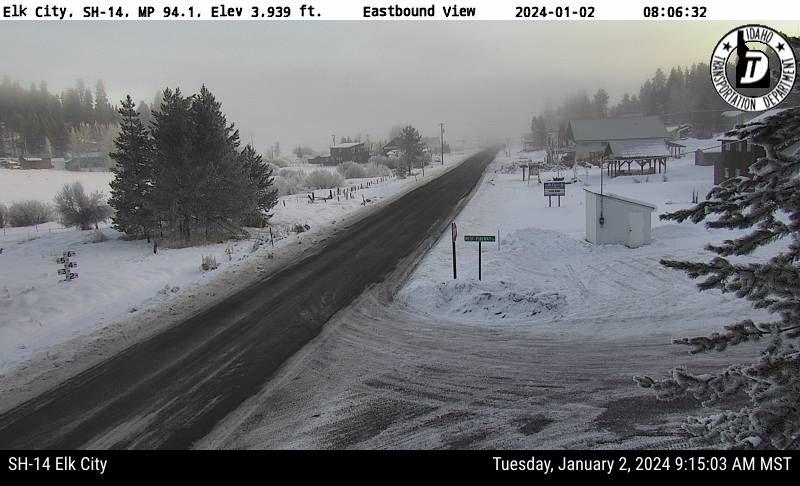 Elk City, SH-14, MP 94.1, Elev 3,939 ft. Eastbound View 2024-01-02 08:06:32
IDAHO TRANSPORTATION DEPARTMENT
SH-14 Elk City Tuesday, January 2, 2024 9:15:03 AM MST